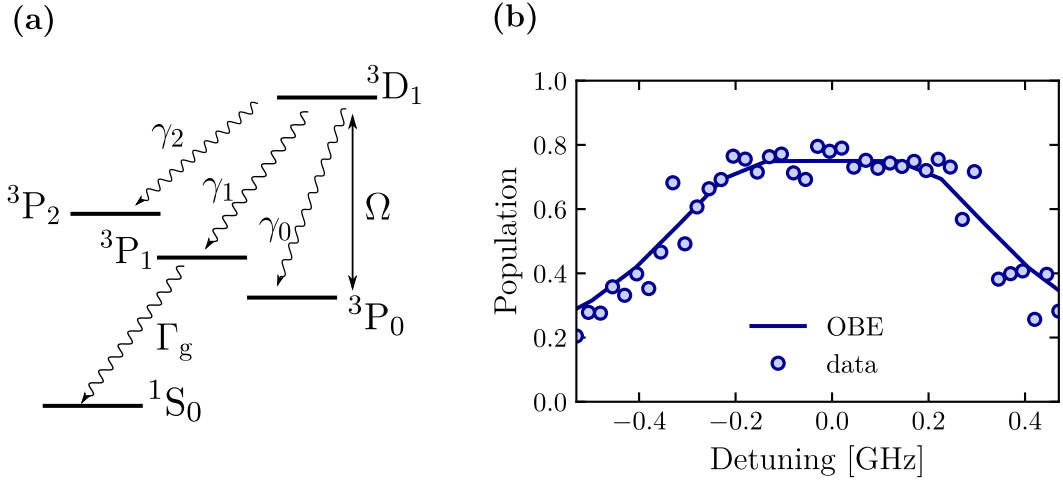 (a)
³D₁
γ₂
³P₂
γ₁
³P₁
γ₀
Ω
³P₀
Γg
¹S₀
(b)
1.0
0.8
0.6
0.4
0.2
0.0
Population
OBE
data
−0.4
−0.2
0.0
0.2
0.4
Detuning [GHz]